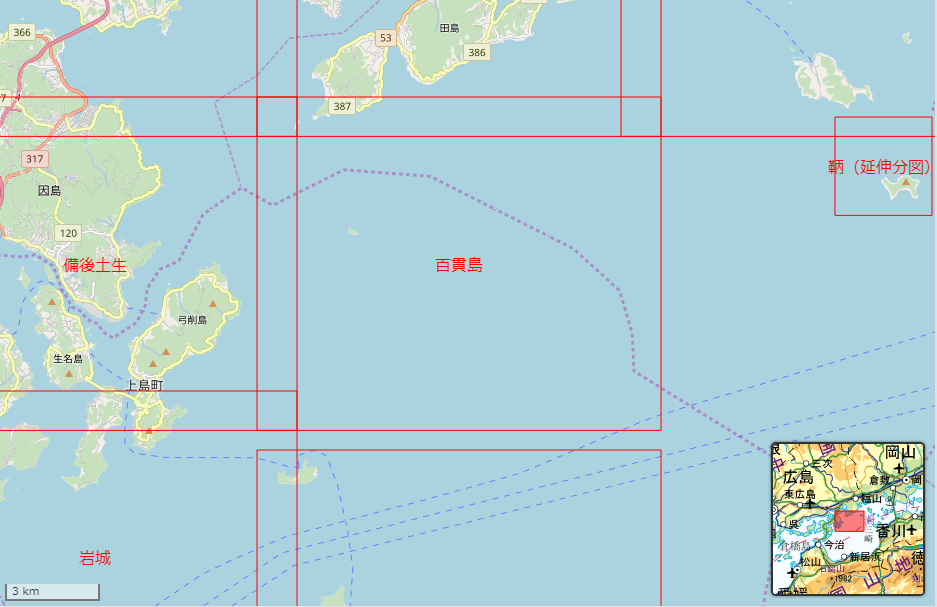 366
53
田島
386
387
7
4
317
因島
120
鞆（延伸分図）
備後土生
百貫島
弓削島
生名島
上島町
岩城
3 km
岡山
三次
広島
倉敷
東広島
福山
呉
香川
今治
新居浜
松山
1982
徳
愛媛